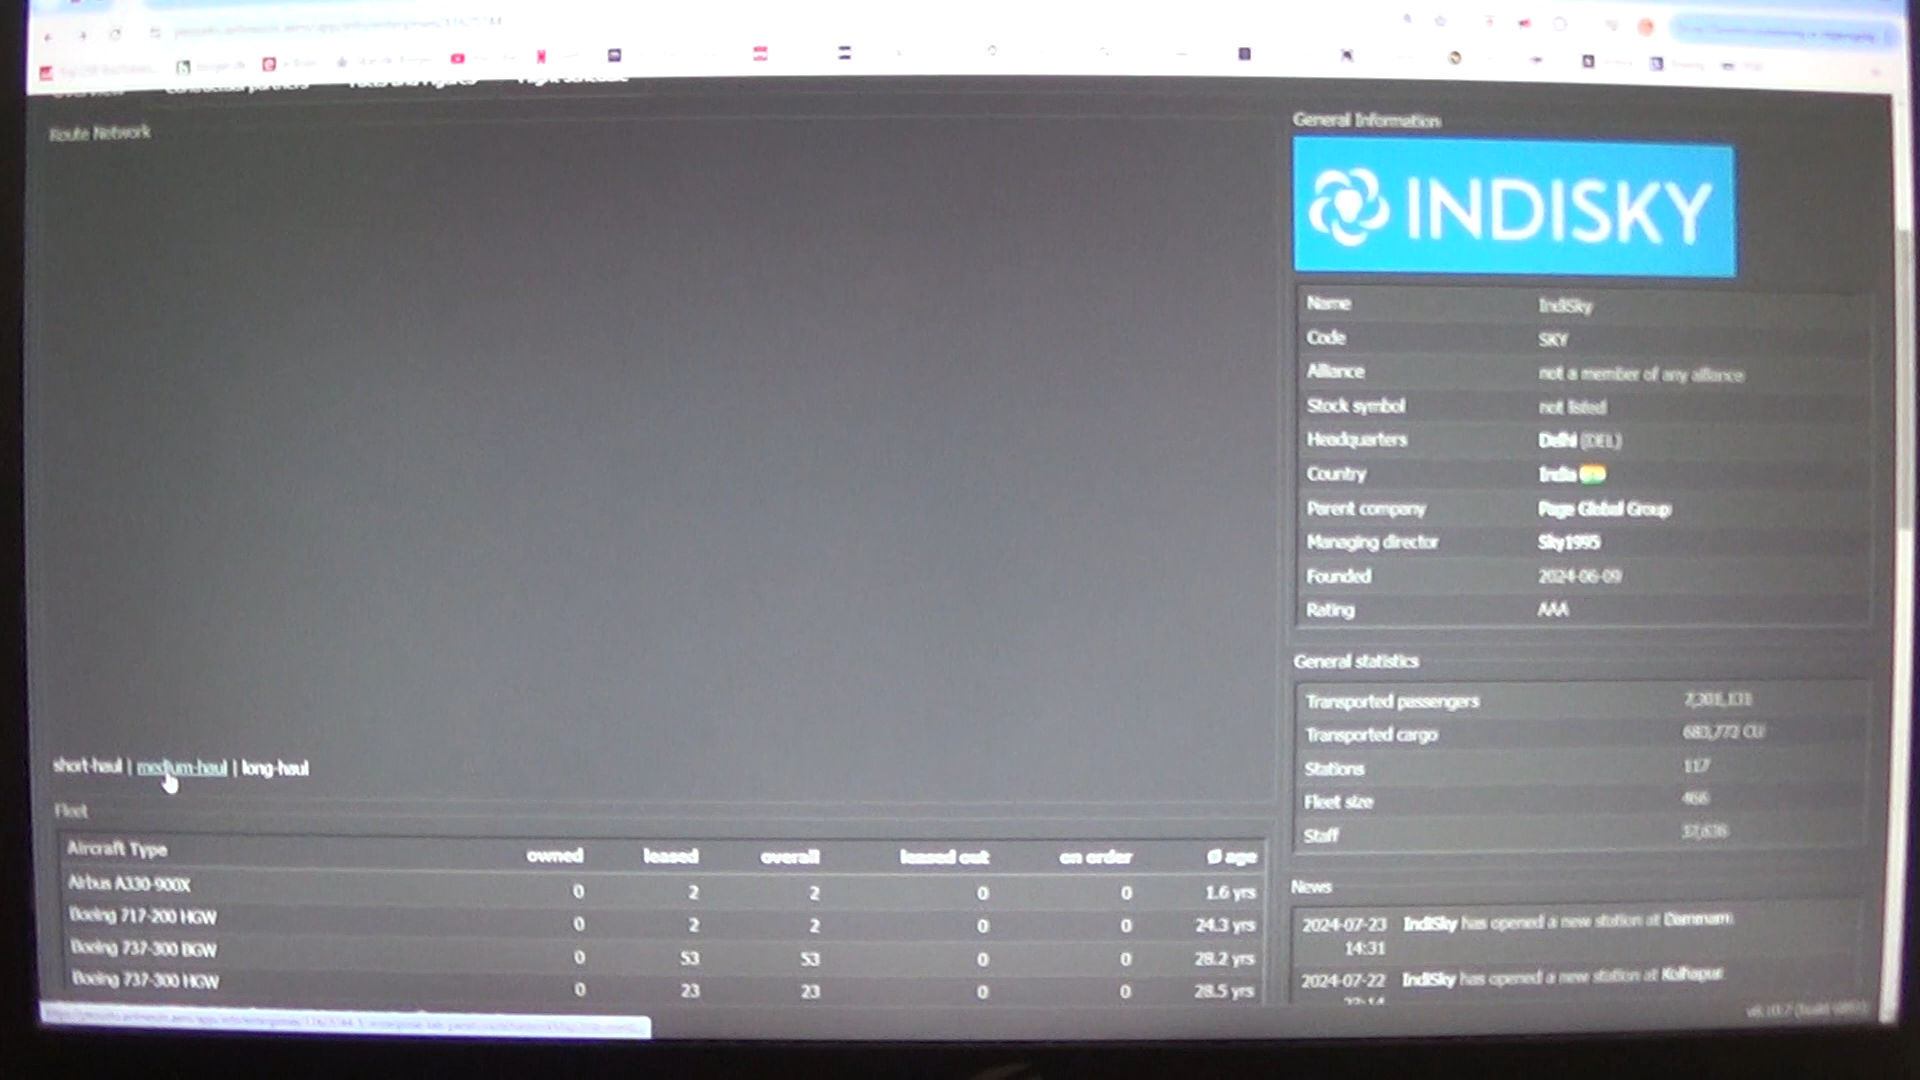 Route Network
short-haul | medium-haul | long-haul
Fleet
Aircraft Type owned leased overall leased out on order Ø age
Airbus A330-900X 0 2 2 0 0 1.6 yrs
Boeing 717-200 HGW 0 2 2 0 0 24.3 yrs
Boeing 737-300 BGW 0 53 53 0 0 28.2 yrs
Boeing 737-300 HGW 0 23 23 0 0 28.5 yrs
General Information
INDISKY
Name IndiSky
Code SKY
Alliance not a member of any alliance
Stock symbol not listed
Headquarters Delhi (DEL)
Country India
Parent company Page Global Group
Managing director Sky1995
Founded 2024-06-09
Rating AAA
General statistics
Transported passengers
Transported cargo
Stations 117
Fleet size 466
Staff
News
2024-07-23 IndiSky has opened a new station at Dammam
14:31
2024-07-22 IndiSky has opened a new station at Kolhapur